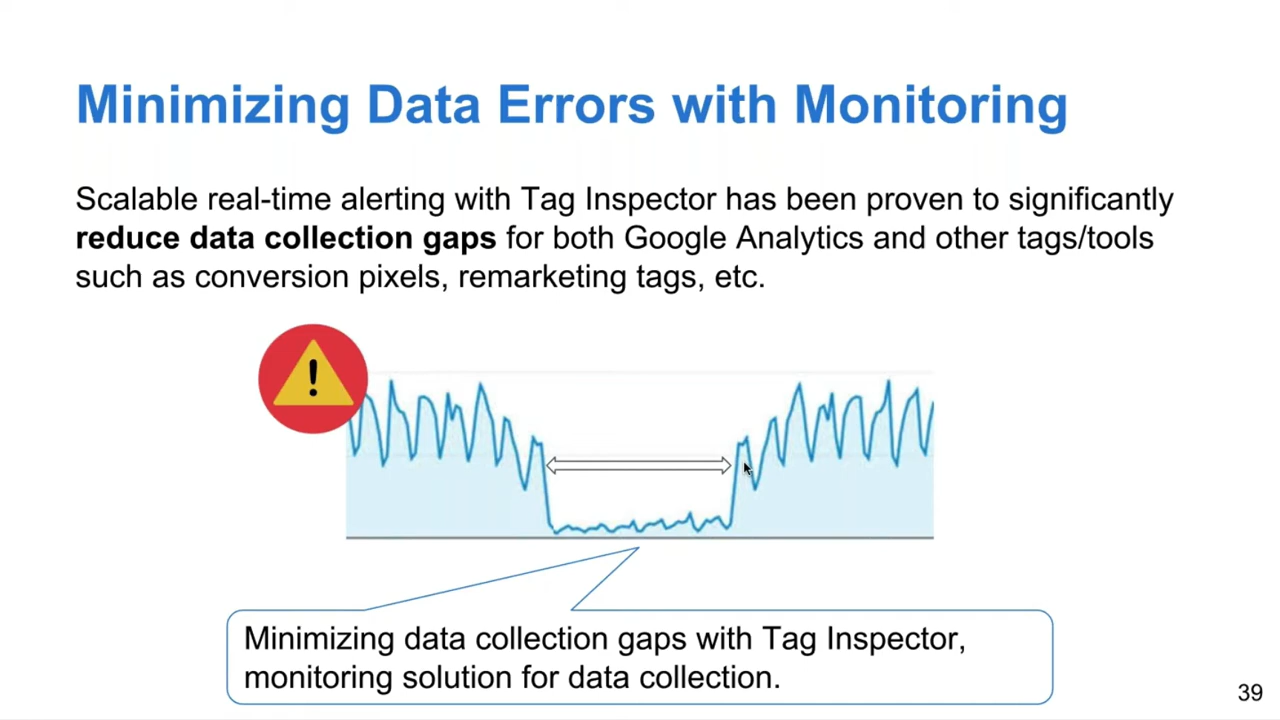 Minimizing Data Errors with Monitoring
Scalable real-time alerting with Tag Inspector has been proven to significantly
reduce data collection gaps for both Google Analytics and other tags/tools
such as conversion pixels, remarketing tags, etc.
!
Minimizing data collection gaps with Tag Inspector,
monitoring solution for data collection.
39